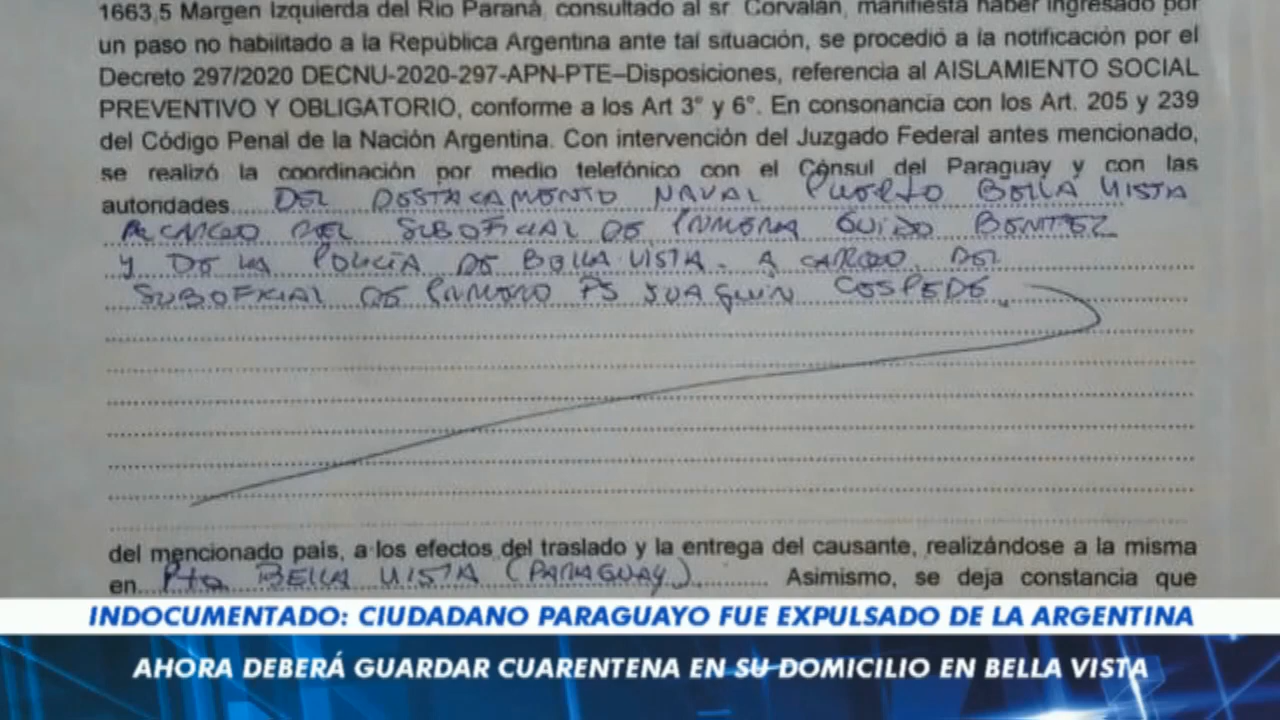 1663,5 Margen Izquierda del Río Paraná, consultado al sr. Corvalán, manifiesta haber ingresado por
un paso no habilitado a la República Argentina ante tal situación, se procedió a la notificación por el
Decreto 297/2020 DECNU-2020-297-APN-PTE–Disposiciones, referencia al AISLAMIENTO SOCIAL
PREVENTIVO Y OBLIGATORIO, conforme a los Art 3° y 6°. En consonancia con los Art. 205 y 239
del Código Penal de la Nación Argentina. Con intervención del Juzgado Federal antes mencionado,
se realizó la coordinación por medio telefónico con el Cónsul del Paraguay y con las
autoridades DEL DESTACAMENTO NAVAL PUERTO BELLA VISTA
A CARGO DEL SUBOFICIAL DE PRIMERA GUIDO BENITEZ
Y DE LA POLICÍA DE BELLA VISTA. A CARGO DEL
SUBOFICIAL DE PRIMERO PS JUAQUIN CESPEDE
del mencionado país, a los efectos del traslado y la entrega del causante, realizándose a la misma
en Pto BELLA VISTA (PARAGUAY) Asimismo, se deja constancia que
INDOCUMENTADO: CIUDADANO PARAGUAYO FUE EXPULSADO DE LA ARGENTINA
AHORA DEBERÁ GUARDAR CUARENTENA EN SU DOMICILIO EN BELLA VISTA